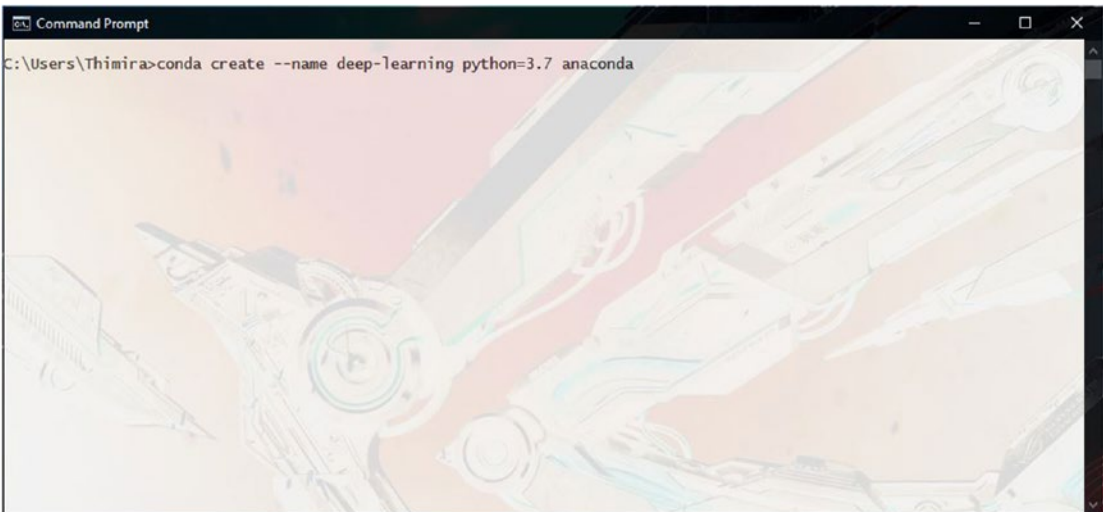 Command Prompt
C:\Users\Thimira>conda create --name deep-learning python=3.7 anaconda